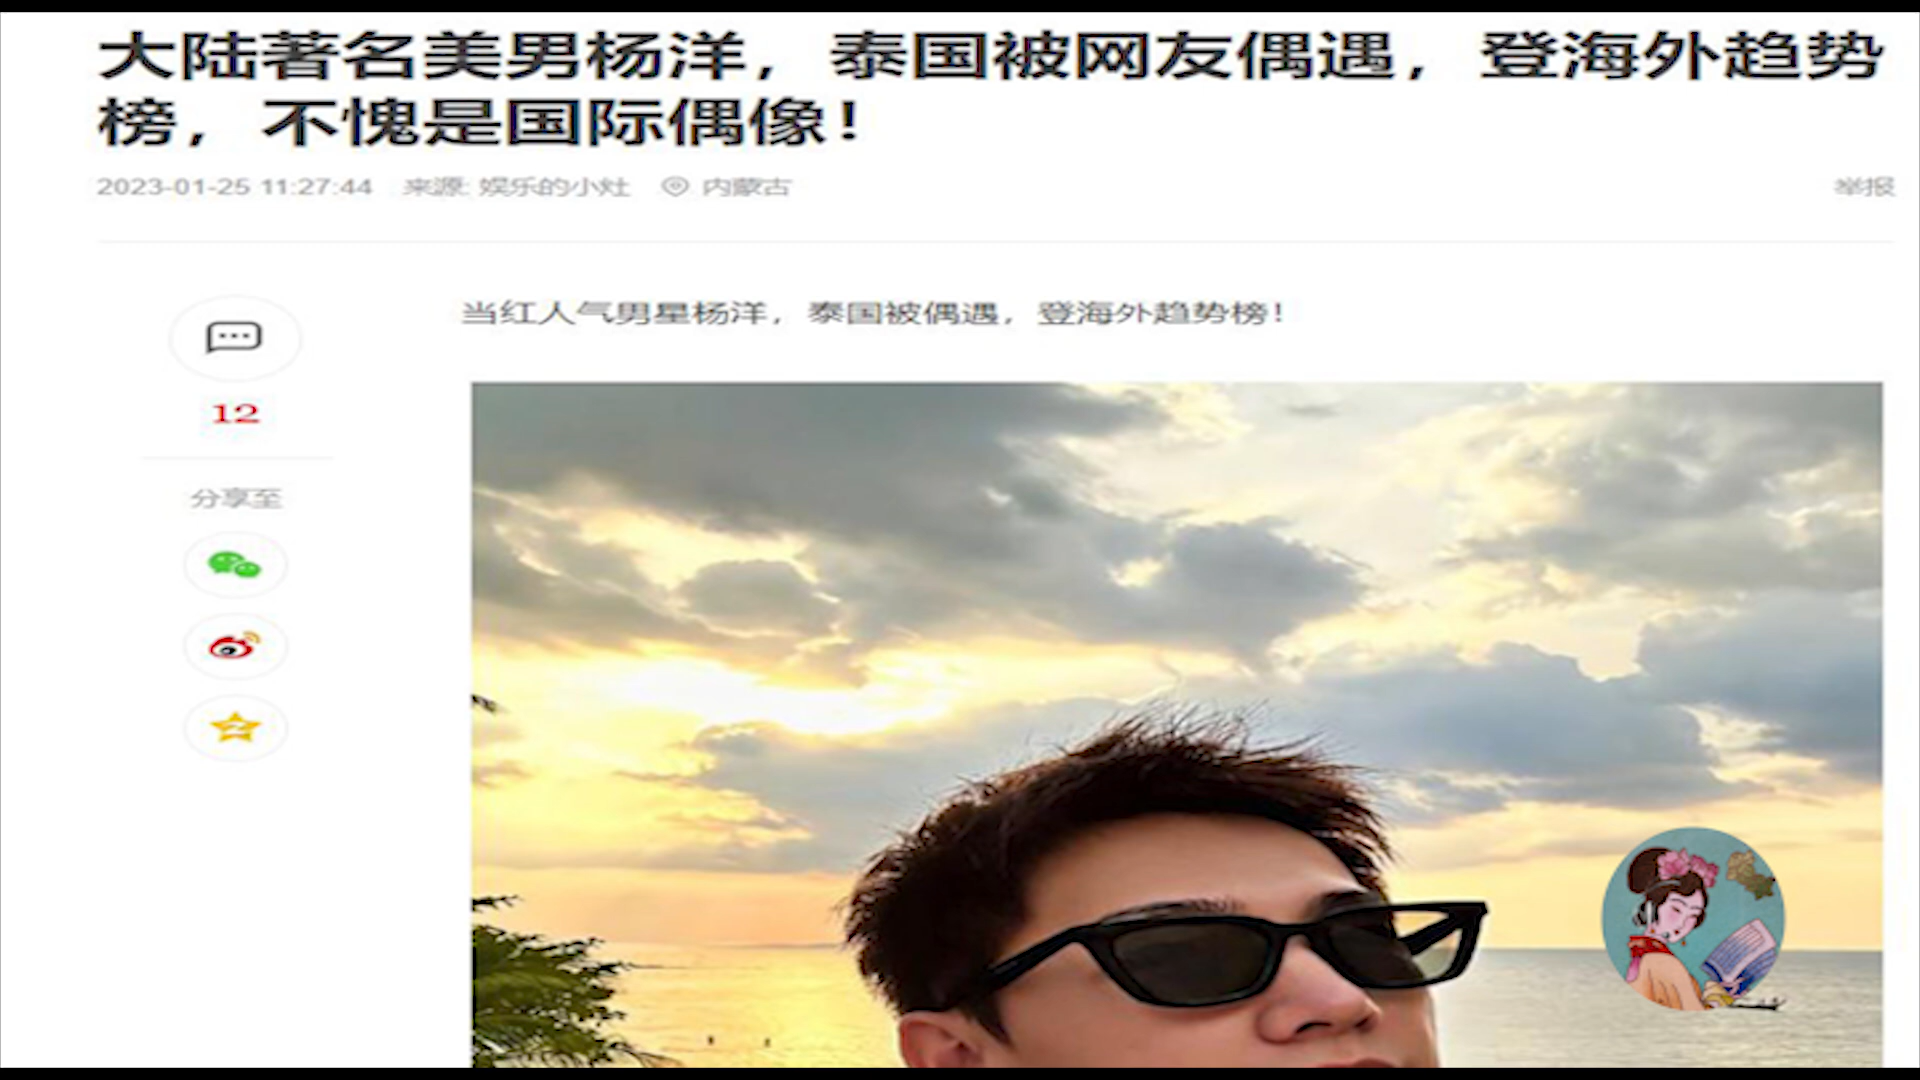 大陆著名美男杨洋，泰国被网友偶遇，登海外趋势
榜，不愧是国际偶像！
2023-01-25 11:27:44 来源: 娱乐的小灶 内蒙古
举报
当红人气男星杨洋，泰国被偶遇，登海外趋势榜！
12
分享至